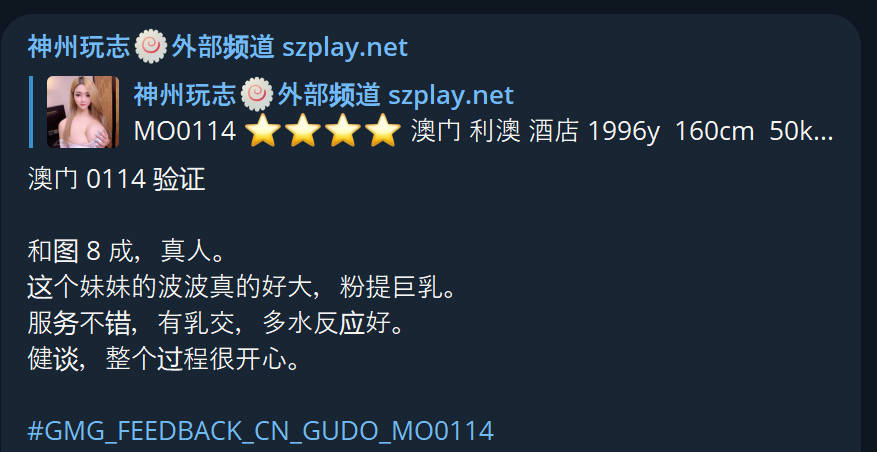 神州玩志🍥外部频道 szplay.net
神州玩志🍥外部频道 szplay.net
MO0114 ⭐⭐⭐⭐ 澳门 利澳 酒店 1996y 160cm 50k...
澳门 0114 验证
和图 8 成，真人。
这个妹妹的波波真的好大，粉提巨乳。
服务不错，有乳交，多水反应好。
健谈，整个过程很开心。
#GMG_FEEDBACK_CN_GUDO_MO0114